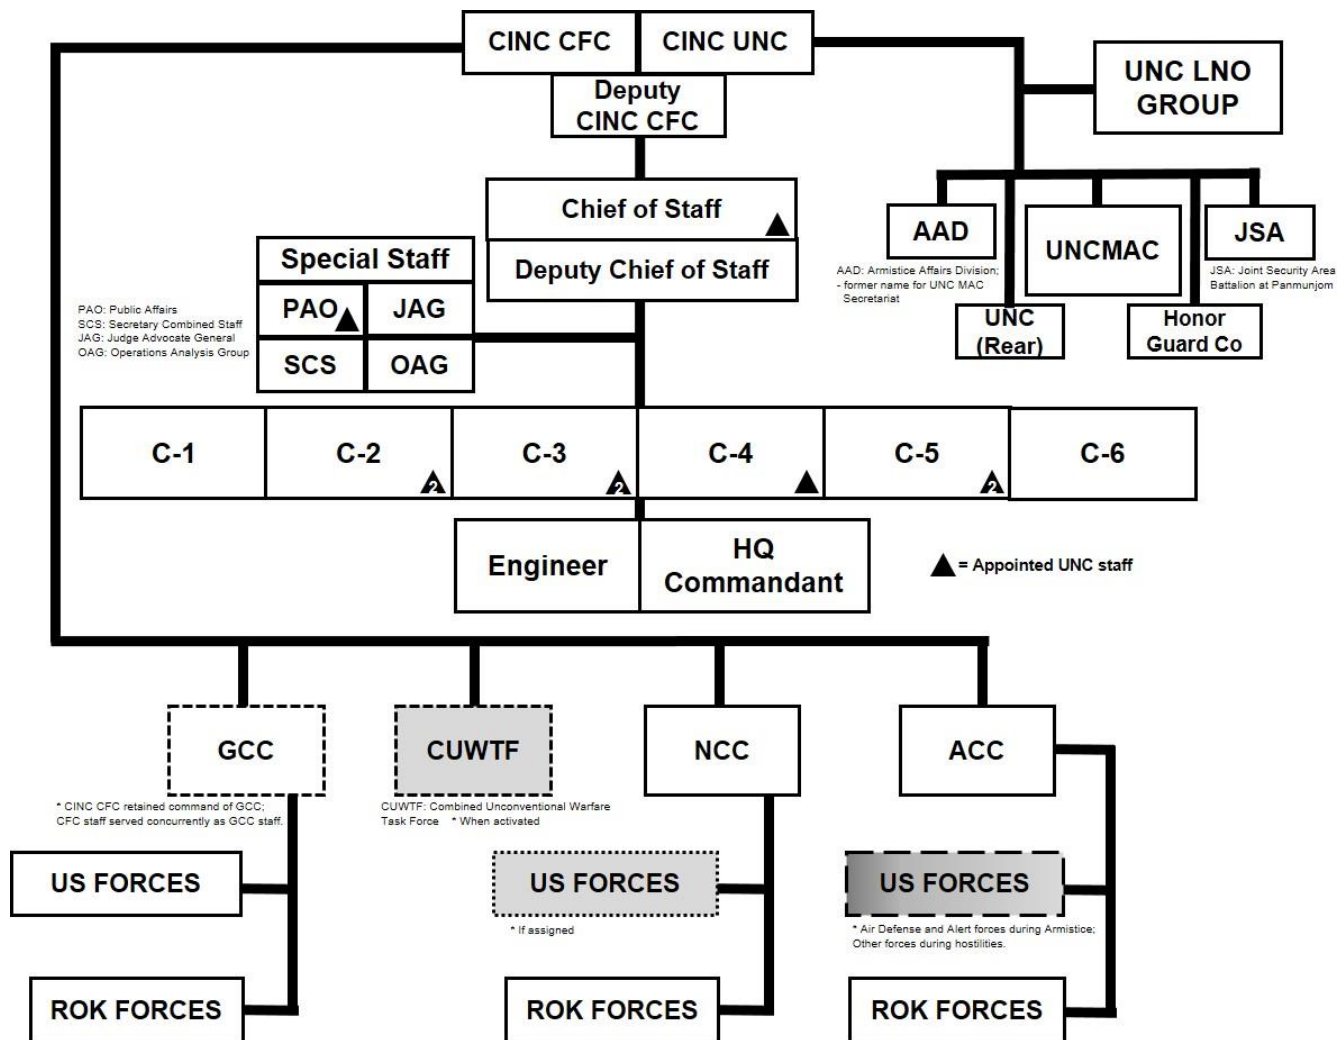 CINC CFC
CINC UNC
Deputy
CINC CFC
UNC LNO
GROUP
Chief of Staff
Deputy Chief of Staff
AAD
UNCMAC
JSA
AAD: Armistice Affairs Division;
- former name for UNC MAC
Secretariat
JSA: Joint Security Area
Battalion at Panmunjom
UNC
(Rear)
Honor
Guard Co
Special Staff
PAO
JAG
SCS
OAG
PAO: Public Affairs
SCS: Secretary Combined Staff
JAG: Judge Advocate General
OAG: Operations Analysis Group
C-1
C-2
2
C-3
2
C-4
C-5
2
C-6
Engineer
HQ
Commandant
= Appointed UNC staff
GCC
CUWTF
NCC
ACC
* CINC CFC retained command of GCC;
CFC staff served concurrently as GCC staff.
CUWTF: Combined Unconventional Warfare
Task Force * When activated
US FORCES
US FORCES
US FORCES
* If assigned
* Air Defense and Alert forces during Armistice;
Other forces during hostilities.
ROK FORCES
ROK FORCES
ROK FORCES